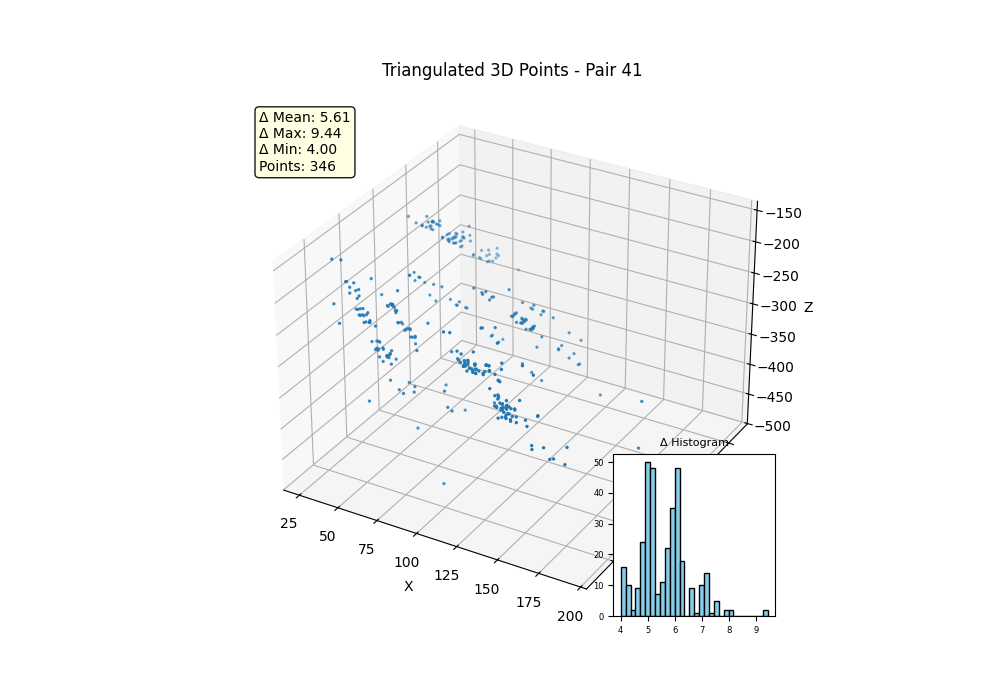 Triangulated 3D Points - Pair 41
Δ Mean: 5.61
Δ Max: 9.44
Δ Min: 4.00
Points: 346
−150
−200
−250
−300
Z
−350
−400
−450
−500
Δ Histogram
25
50
75
100
125
150
175
200
X
50
40
30
20
10
0
4 5 6 7 8 9